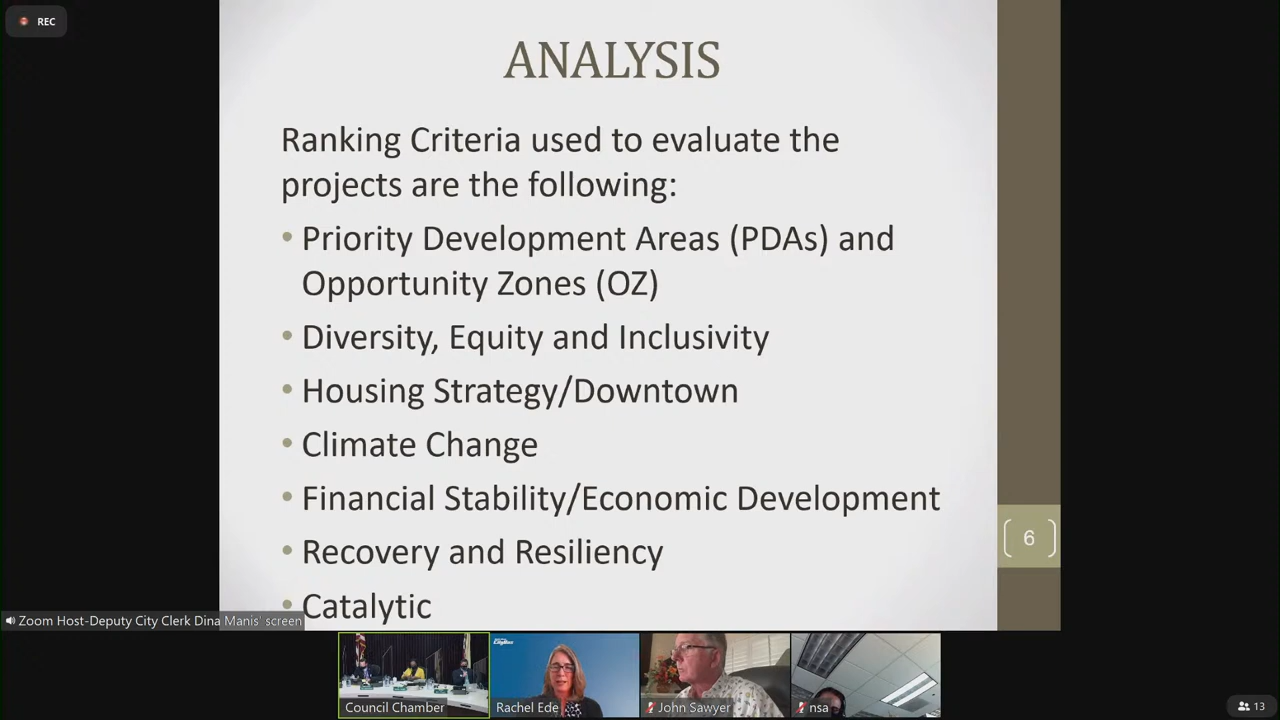 REC
ANALYSIS
Ranking Criteria used to evaluate the
projects are the following:
• Priority Development Areas (PDAs) and
Opportunity Zones (OZ)
• Diversity, Equity and Inclusivity
• Housing Strategy/Downtown
• Climate Change
• Financial Stability/Economic Development
• Recovery and Resiliency
• Catalytic
6
Zoom Host-Deputy City Clerk Dina Manis' screen
Council Chamber
Rachel Ede
John Sawyer
nsa
13